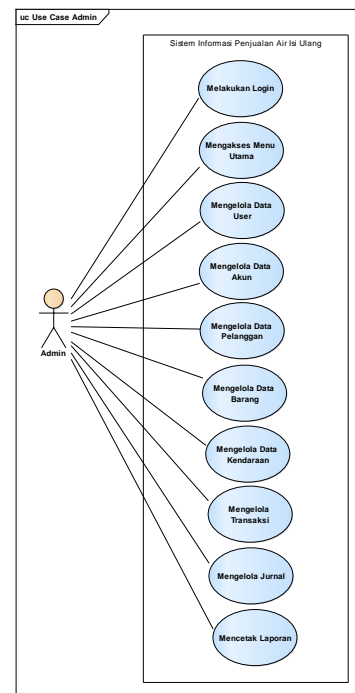 uc Use Case Admin
Sistem Informasi Penjualan Air Isi Ulang
Melakukan Login
Mengakses Menu
Utama
Mengelola Data
User
Mengelola Data
Akun
Mengelola Data
Pelanggan
Admin
Mengelola Data
Barang
Mengelola Data
Kendaraan
Mengelola
Transaksi
Mengelola Jurnal
Mencetak Laporan